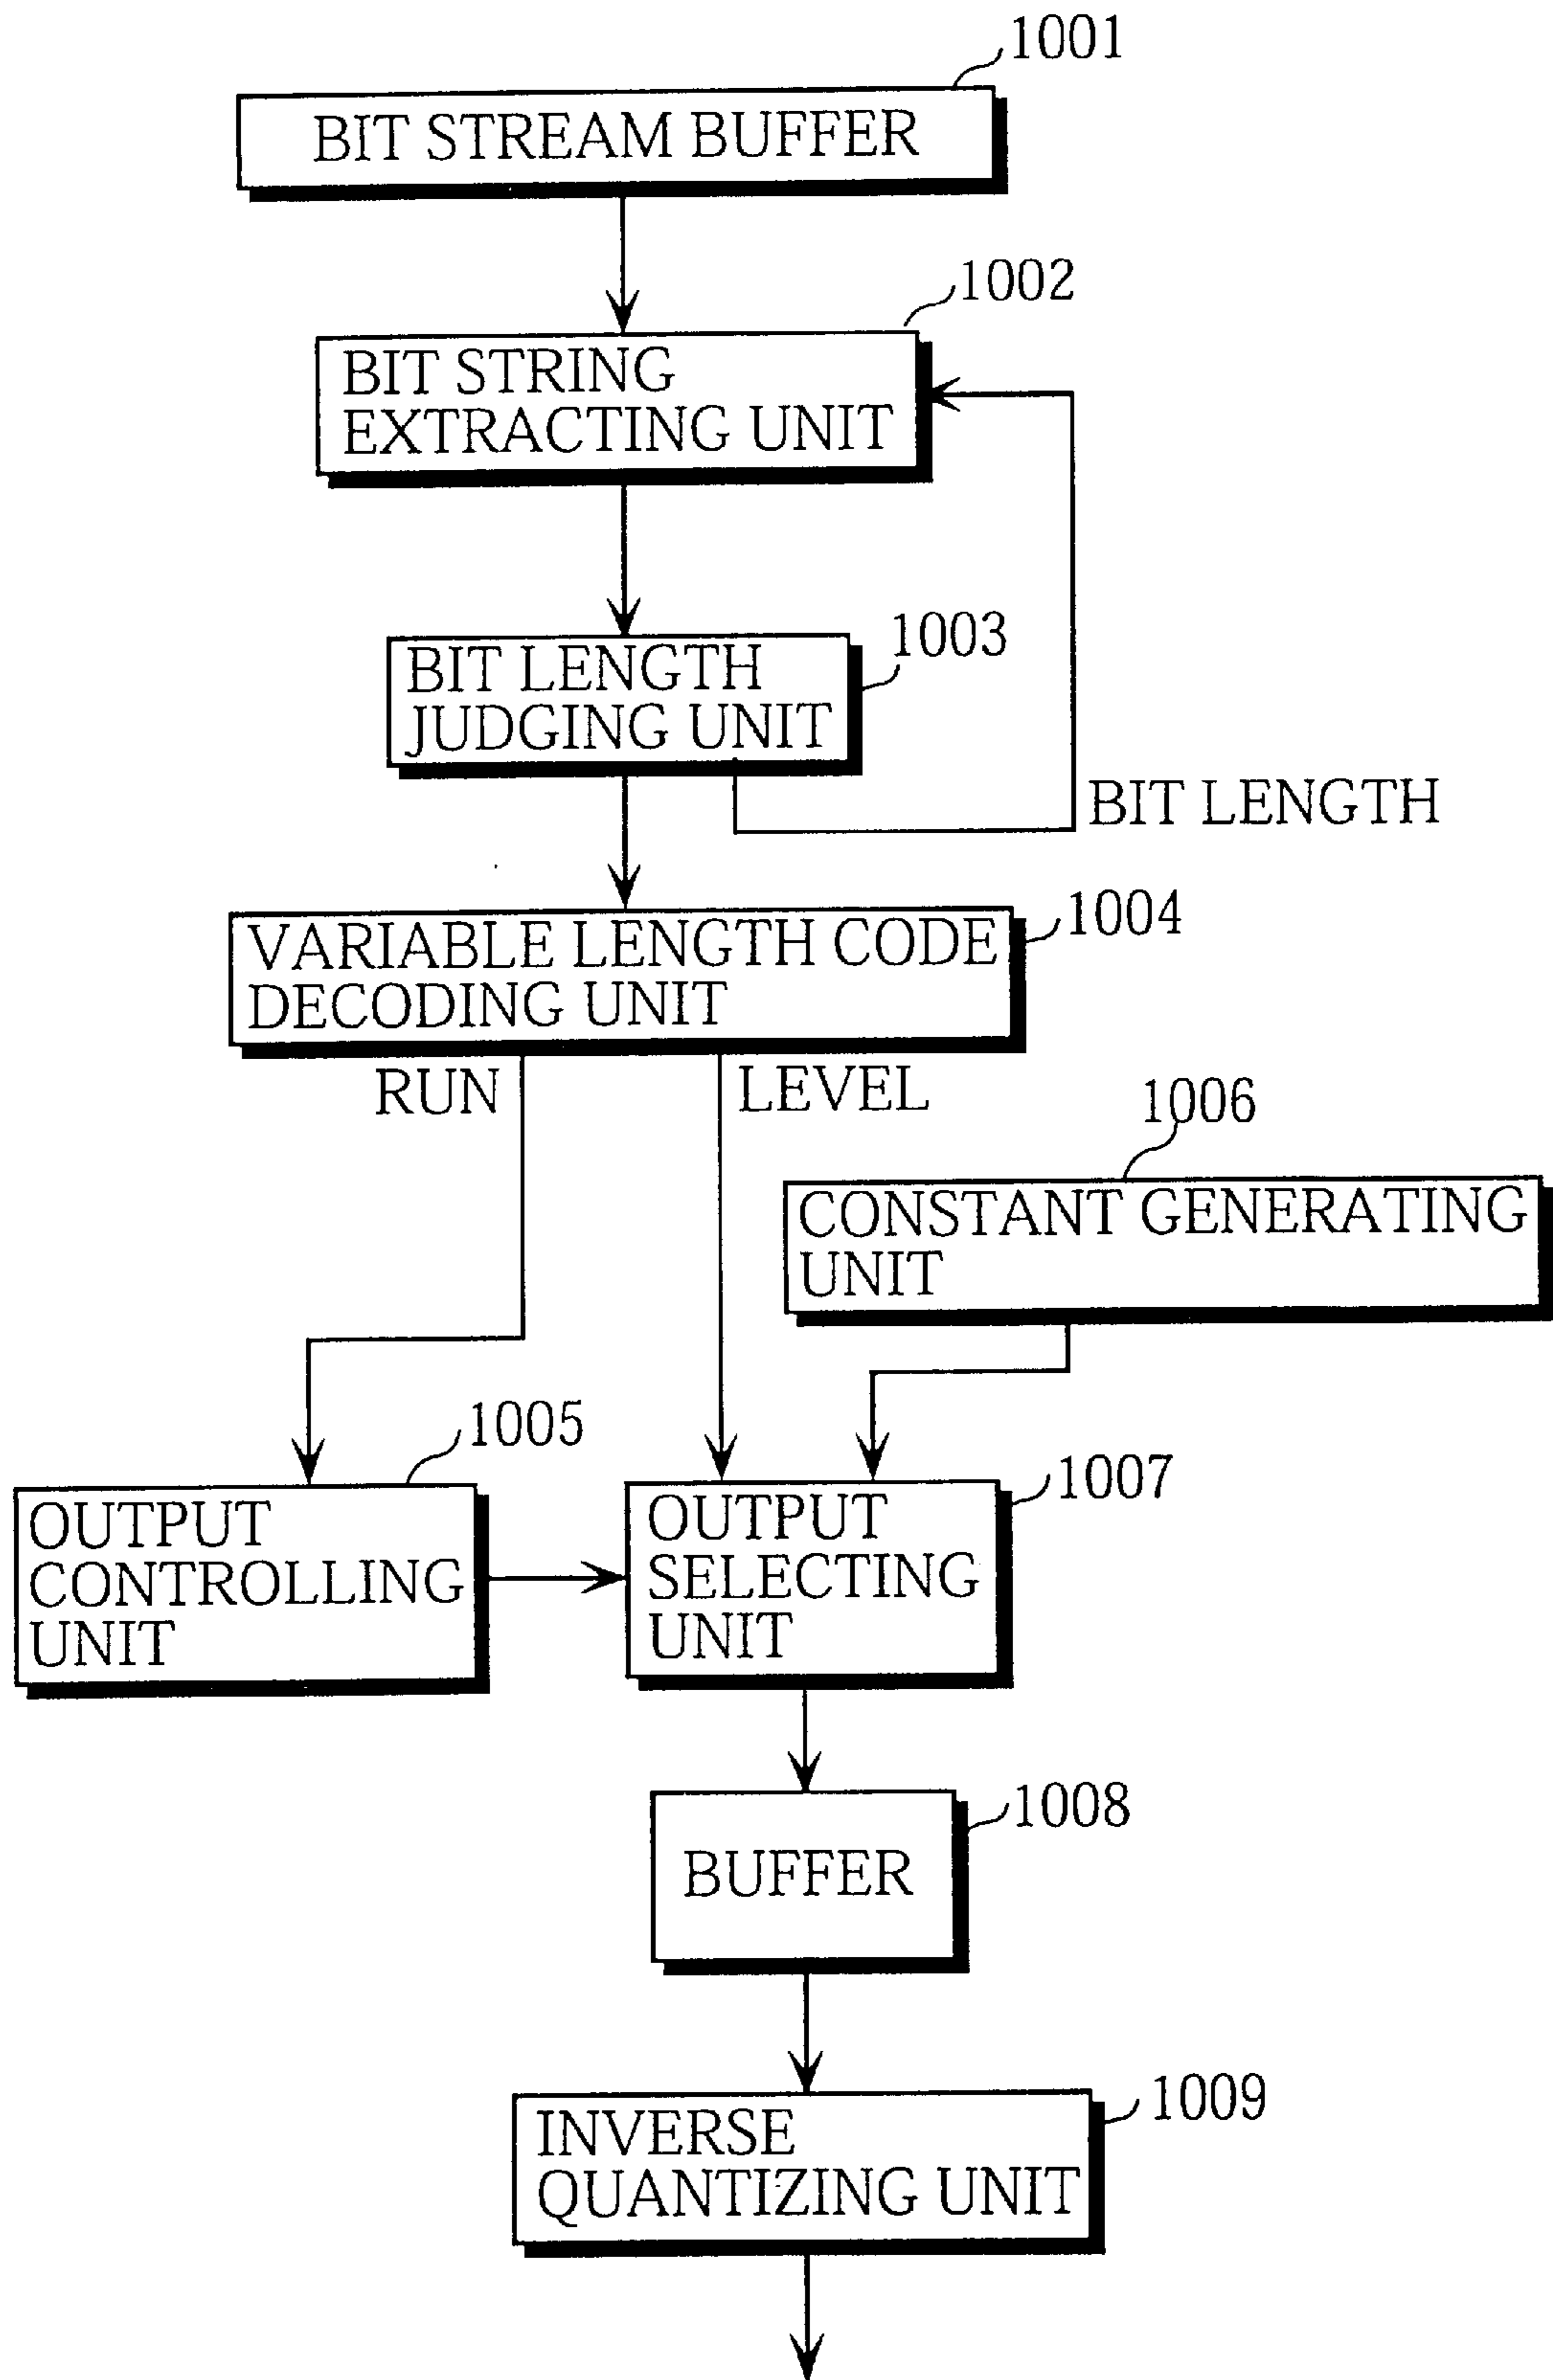 1001
BIT STREAM BUFFER
1002
BIT STRING
EXTRACTING UNIT
1003
BIT LENGTH
JUDGING UNIT
BIT LENGTH
1004
VARIABLE LENGTH CODE
DECODING UNIT
RUN
LEVEL
1006
CONSTANT GENERATING
UNIT
1005
OUTPUT
CONTROLLING
UNIT
1007
OUTPUT
SELECTING
UNIT
1008
BUFFER
1009
INVERSE
QUANTIZING UNIT